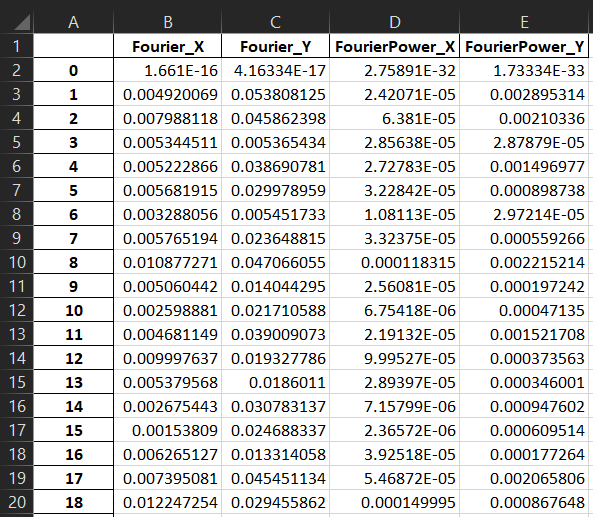 A B C D E
1 Fourier_X Fourier_Y FourierPower_X FourierPower_Y
2 0 1.661E-16 4.16334E-17 2.75891E-32 1.73334E-33
3 1 0.004920069 0.053808125 2.42071E-05 0.002895314
4 2 0.007988118 0.045862398 6.381E-05 0.00210336
5 3 0.005344511 0.005365434 2.85638E-05 2.87879E-05
6 4 0.005222866 0.038690781 2.72783E-05 0.001496977
7 5 0.005681915 0.029978959 3.22842E-05 0.000898738
8 6 0.003288056 0.005451733 1.08113E-05 2.97214E-05
9 7 0.005765194 0.023648815 3.32375E-05 0.000559266
10 8 0.010877271 0.047066055 0.000118315 0.002215214
11 9 0.005060442 0.014044295 2.56081E-05 0.000197242
12 10 0.002598881 0.021710588 6.75418E-06 0.00047135
13 11 0.004681149 0.039009073 2.19132E-05 0.001521708
14 12 0.009997637 0.019327786 9.99527E-05 0.000373563
15 13 0.005379568 0.0186011 2.89397E-05 0.000346001
16 14 0.002675443 0.030783137 7.15799E-06 0.000947602
17 15 0.00153809 0.024688337 2.36572E-06 0.000609514
18 16 0.006265127 0.013314058 3.92518E-05 0.000177264
19 17 0.007395081 0.045451134 5.46872E-05 0.002065806
20 18 0.012247254 0.029455862 0.000149995 0.000867648